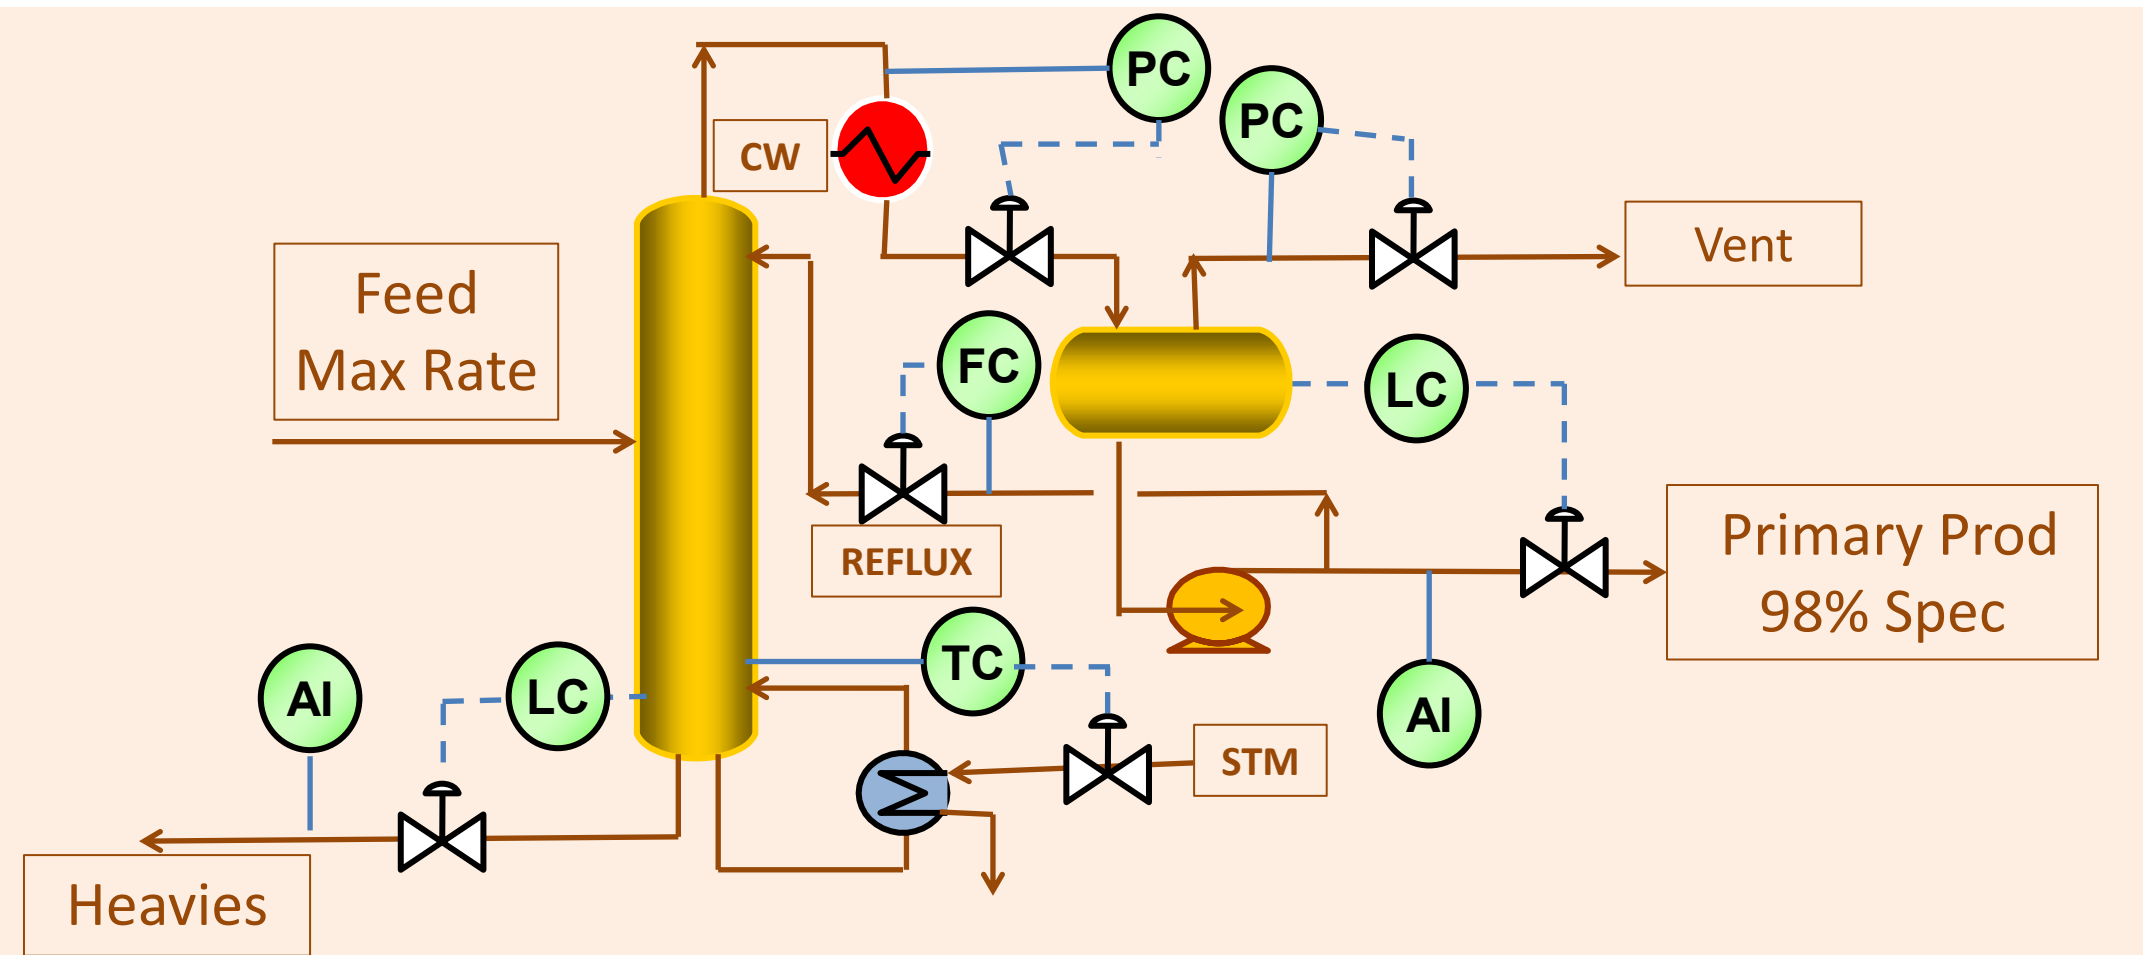 PC
PC
CW
Vent
Feed
Max Rate
FC
LC
REFLUX
Primary Prod
98% Spec
TC
AI
LC
AI
STM
Heavies